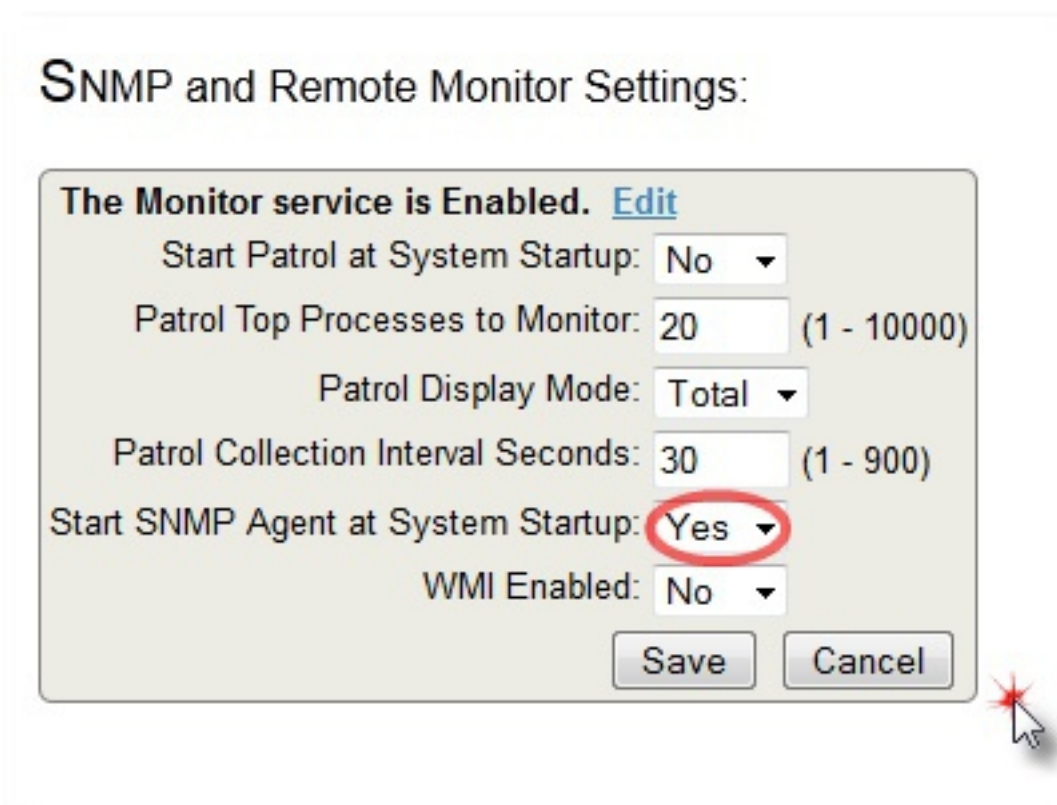 SNMP and Remote Monitor Settings:
The Monitor service is Enabled. Edit
Start Patrol at System Startup: No
Patrol Top Processes to Monitor: 20 (1 - 10000)
Patrol Display Mode: Total
Patrol Collection Interval Seconds: 30 (1 - 900)
Start SNMP Agent at System Startup: Yes
WMI Enabled: No
Save Cancel